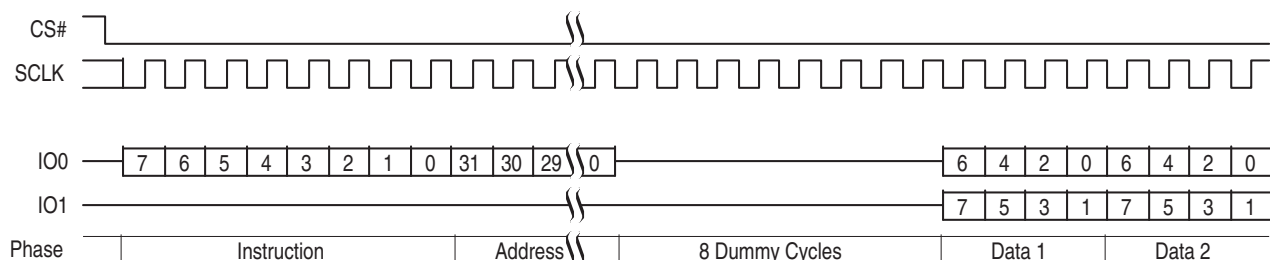 CS#
SCLK
IO0 7 6 5 4 3 2 1 0 31 30 29 0 6 4 2 0 6 4 2 0
IO1 7 5 3 1 7 5 3 1
Phase Instruction Address 8 Dummy Cycles Data 1 Data 2